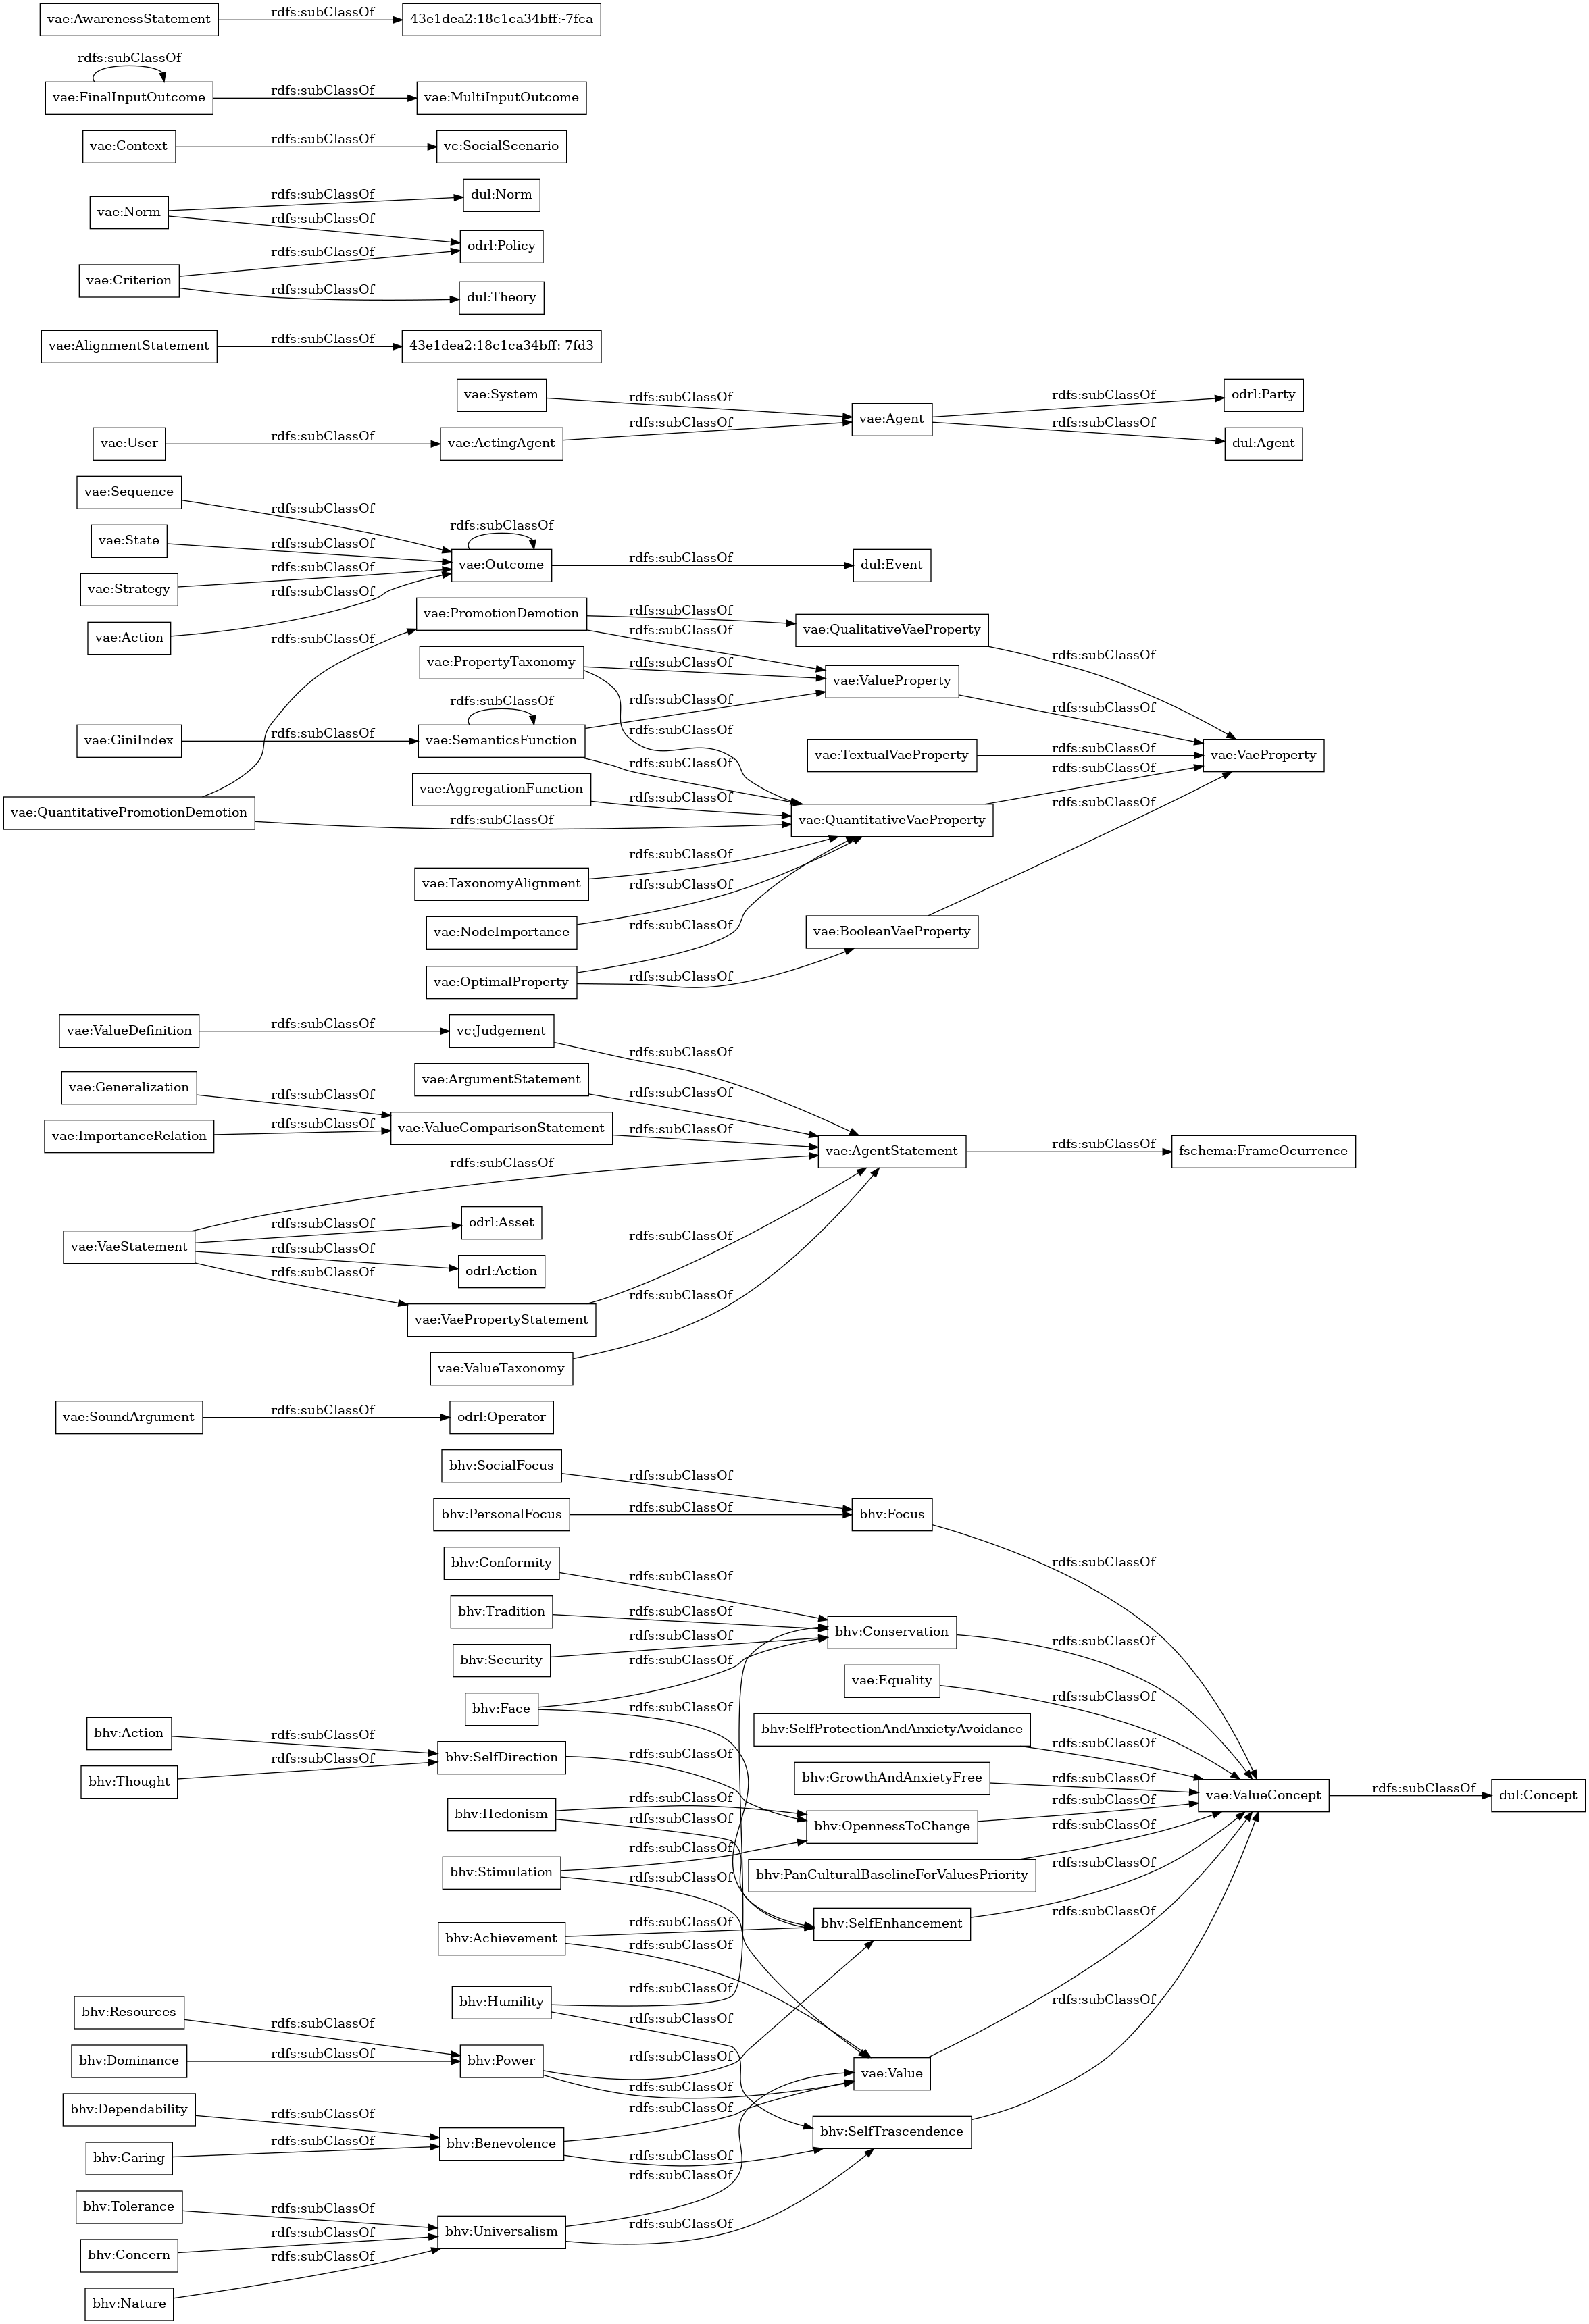 vae:AwarenessStatement rdfs:subClassOf 43e1dea2:18c1ca34bff:-7fca
rdfs:subClassOf
vae:FinalInputOutcome rdfs:subClassOf vae:MultiInputOutcome
vae:Context rdfs:subClassOf vc:SocialScenario
vae:Norm rdfs:subClassOf dul:Norm
rdfs:subClassOf odrl:Policy
vae:Criterion rdfs:subClassOf
rdfs:subClassOf dul:Theory
vae:AlignmentStatement rdfs:subClassOf 43e1dea2:18c1ca34bff:-7fd3
vae:System rdfs:subClassOf vae:Agent rdfs:subClassOf odrl:Party
vae:User rdfs:subClassOf vae:ActingAgent rdfs:subClassOf rdfs:subClassOf dul:Agent
vae:Sequence rdfs:subClassOf
vae:State rdfs:subClassOf rdfs:subClassOf
vae:Strategy rdfs:subClassOf vae:Outcome rdfs:subClassOf dul:Event
vae:Action rdfs:subClassOf
rdfs:subClassOf vae:PromotionDemotion rdfs:subClassOf vae:QualitativeVaeProperty rdfs:subClassOf
rdfs:subClassOf
vae:PropertyTaxonomy rdfs:subClassOf vae:ValueProperty rdfs:subClassOf
rdfs:subClassOf rdfs:subClassOf
vae:GiniIndex rdfs:subClassOf vae:SemanticsFunction rdfs:subClassOf
rdfs:subClassOf vae:TextualVaeProperty rdfs:subClassOf vae:VaeProperty
vae:AggregationFunction rdfs:subClassOf rdfs:subClassOf
vae:QuantitativePromotionDemotion rdfs:subClassOf vae:QuantitativeVaeProperty rdfs:subClassOf
vae:TaxonomyAlignment rdfs:subClassOf
vae:NodeImportance rdfs:subClassOf
rdfs:subClassOf vae:BooleanVaeProperty
vae:OptimalProperty rdfs:subClassOf
vae:ValueDefinition rdfs:subClassOf vc:Judgement rdfs:subClassOf
vae:ArgumentStatement rdfs:subClassOf
vae:Generalization rdfs:subClassOf
vae:ImportanceRelation rdfs:subClassOf vae:ValueComparisonStatement rdfs:subClassOf
rdfs:subClassOf vae:AgentStatement rdfs:subClassOf fschema:FrameOcurrence
vae:VaeStatement rdfs:subClassOf odrl:Asset
rdfs:subClassOf odrl:Action rdfs:subClassOf
rdfs:subClassOf vae:VaePropertyStatement rdfs:subClassOf
vae:ValueTaxonomy
vae:SoundArgument rdfs:subClassOf odrl:Operator
bhv:SocialFocus rdfs:subClassOf
bhv:PersonalFocus rdfs:subClassOf bhv:Focus
bhv:Conformity rdfs:subClassOf rdfs:subClassOf
bhv:Tradition rdfs:subClassOf
bhv:Security rdfs:subClassOf bhv:Conservation rdfs:subClassOf
rdfs:subClassOf
bhv:Face rdfs:subClassOf vae:Equality rdfs:subClassOf
bhv:Action rdfs:subClassOf bhv:SelfProtectionAndAnxietyAvoidance rdfs:subClassOf
bhv:Thought rdfs:subClassOf bhv:SelfDirection rdfs:subClassOf
bhv:GrowthAndAnxietyFree rdfs:subClassOf
bhv:Hedonism rdfs:subClassOf rdfs:subClassOf vae:ValueConcept rdfs:subClassOf dul:Concept
rdfs:subClassOf bhv:OpennessToChange rdfs:subClassOf
bhv:Stimulation rdfs:subClassOf
rdfs:subClassOf bhv:PanCulturalBaselineForValuesPriority rdfs:subClassOf
bhv:Achievement rdfs:subClassOf bhv:SelfEnhancement rdfs:subClassOf
rdfs:subClassOf
bhv:Humility rdfs:subClassOf
rdfs:subClassOf rdfs:subClassOf
bhv:Resources rdfs:subClassOf
bhv:Dominance rdfs:subClassOf bhv:Power rdfs:subClassOf
rdfs:subClassOf vae:Value
bhv:Dependability rdfs:subClassOf rdfs:subClassOf
bhv:Caring rdfs:subClassOf bhv:Benevolence rdfs:subClassOf bhv:SelfTrascendence
rdfs:subClassOf
bhv:Tolerance rdfs:subClassOf
bhv:Concern rdfs:subClassOf bhv:Universalism rdfs:subClassOf
bhv:Nature rdfs:subClassOf